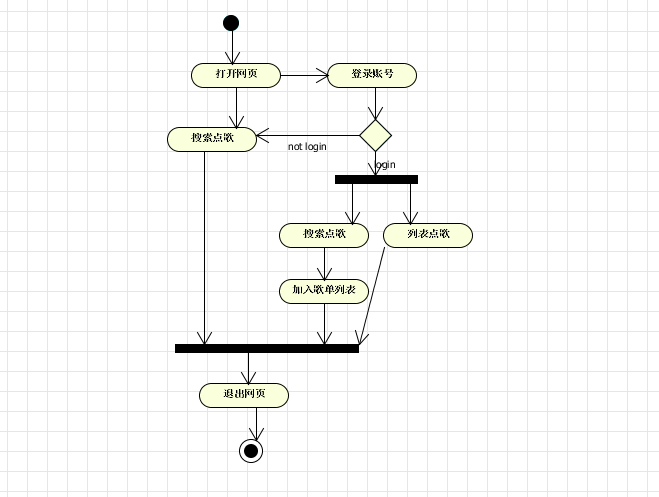 打开网页
登录账号
搜索点歌
not login
login
搜索点歌
列表点歌
加入歌单列表
退出网页